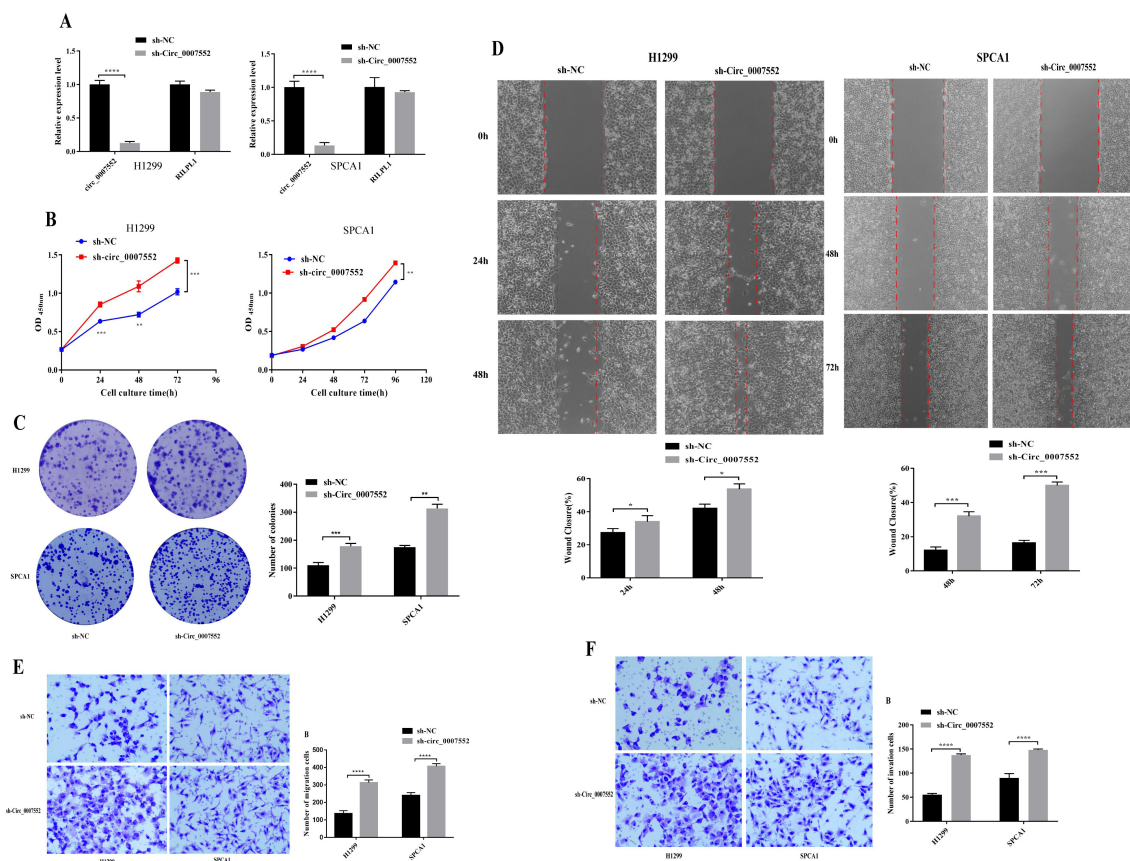 A
sh-NC
sh-Circ_0007552
Relative expression level
1.5
1.0
0.5
0.0
****
circ_0007552
H1299
RILPL1
sh-NC
sh-Circ_0007552
Relative expression level
1.5
1.0
0.5
0.0
****
circ_0007552
SPCA1
RILPL1
B
H1299
sh-NC
sh-circ_0007552
OD 450nm
1.5
1.0
0.5
0.0
***
**
***
0 24 48 72 96
Cell culture time(h)
SPCA1
sh-NC
sh-circ_0007552
OD 450nm
1.5
1.0
0.5
0.0
**
0 24 48 72 96 120
Cell culture time(h)
C
H1299
SPCA1
sh-NC sh-Circ_0007552
sh-NC
sh-Circ_0007552
Number of colonies
400
300
200
100
0
***
**
H1299 SPCA1
D
H1299
sh-NC sh-Circ_0007552
0h
24h
48h
SPCA1
sh-NC sh-Circ_0007552
0h
48h
72h
sh-NC
sh-Circ_0007552
Wound Closure(%)
80
60
40
20
0
*
*
24h 48h
sh-NC
sh-Circ_0007552
Wound Closure(%)
60
40
20
0
***
***
48h 72h
E
sh-NC
sh-Circ_0007552
H1299 SPCA1
B
sh-NC
sh-circ_0007552
Number of migration cells
500
400
300
200
100
0
****
****
H1299 SPCA1
F
sh-NC
sh-Circ_0007552
H1299 SPCA1
B
sh-NC
sh-Circ_0007552
Number of invation cells
200
150
100
50
0
****
****
H1299 SPCA1